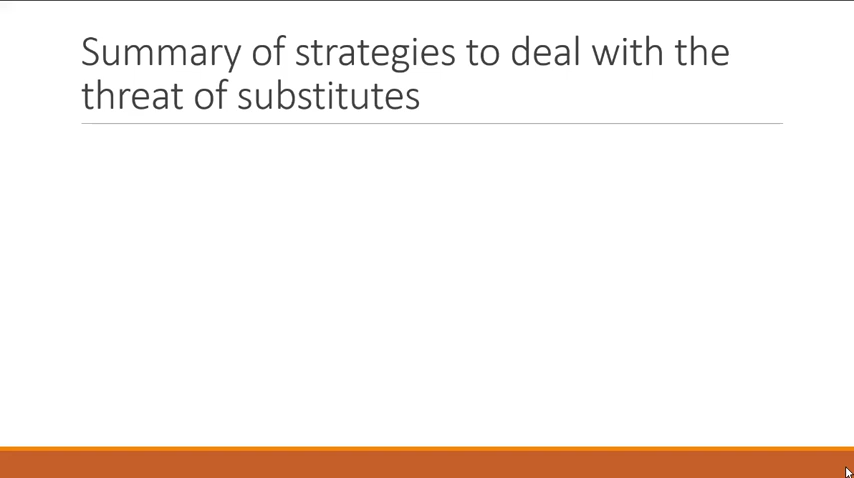 Summary of strategies to deal with the
threat of substitutes